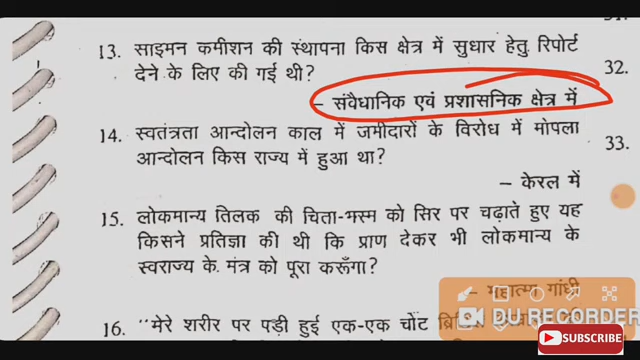 13. साइमन कमीशन की स्थापना किस क्षेत्र में सुधार हेतु रिपोर्ट
देने के लिए की गई थी?
– संवैधानिक एवं प्रशासनिक क्षेत्र में
14. स्वतंत्रता आन्दोलन काल में जमीदारों के विरोध में मोपला
आन्दोलन किस राज्य में हुआ था?
– केरल में
15. लोकमान्य तिलक की चिता-भस्म को सिर पर चढ़ाते हुए यह
किसने प्रतिज्ञा की थी कि प्राण देकर भी लोकमान्य के
स्वराज्य के मंत्र को पूरा करूँगा?
– महात्मा गांधी
16. "मेरे शरीर पर पड़ी हुई एक-एक चोंट
32.
33.
DU RECORDER
SUBSCRIBE